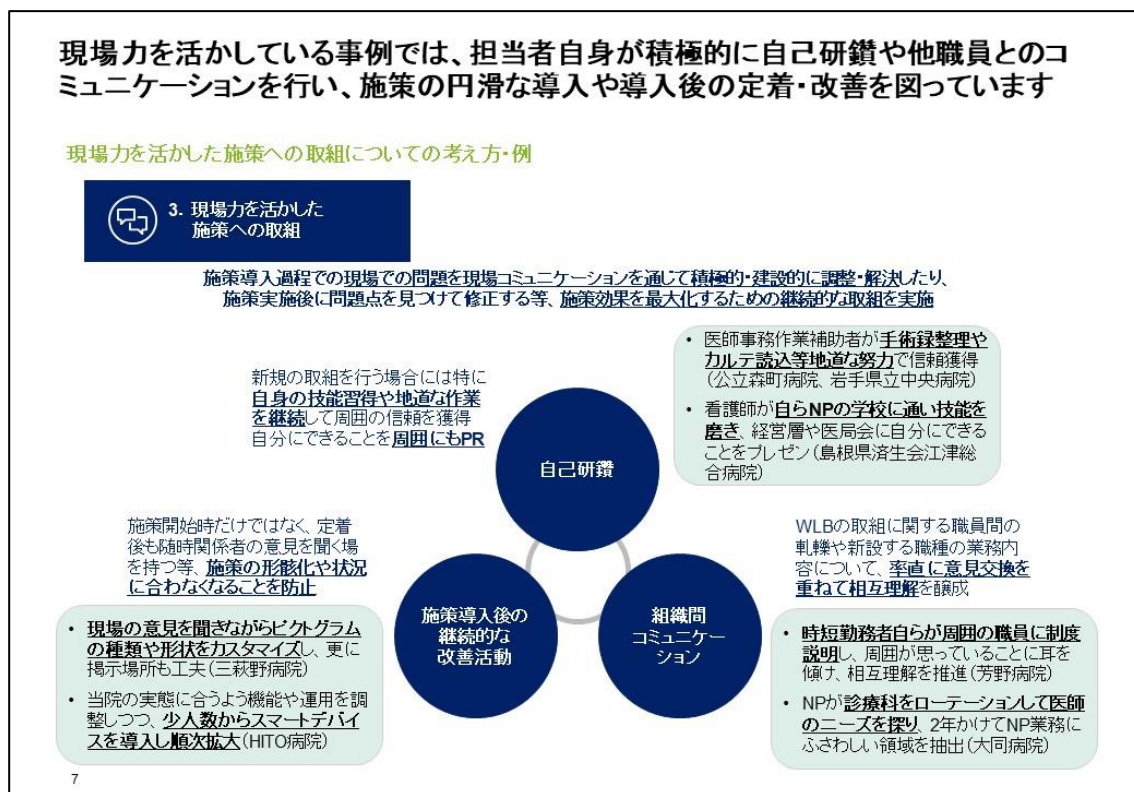 現場力を活かしている事例では、担当者自身が積極的に自己研鑽や他職員とのコ
ミュニケーションを行い、施策の円滑な導入や導入後の定着・改善を図っています
現場力を活かした施策への取組についての考え方・例
3. 現場力を活かした
施策への取組
施策導入過程での現場での問題を現場コミュニケーションを通じて積極的・建設的に調整・解決したり、
施策実施後に問題点を見つけて修正する等、施策効果を最大化するための継続的な取組を実施
新規の取組を行う場合には特に
自身の技能習得や地道な作業
を継続して周囲の信頼を獲得
自分にできることを周囲にもPR
• 医師事務作業補助者が手術録整理や
カルテ読込等地道な努力で信頼獲得
(公立森町病院、岩手県立中央病院)
• 看護師が自らNPの学校に通い技能を
磨き、経営層や医局会に自分にできる
ことをプレゼン(島根県済生会江津総
合病院)
自己研鑽
施策開始時だけではなく、定着
後も随時関係者の意見を聞く場
を持つ等、施策の形骸化や状況
に合わなくなることを防止
• 現場の意見を聞きながらピクトグラム
の種類や形状をカスタマイズし、更に
掲示場所も工夫(三萩野病院)
• 当院の実態に合うよう機能や運用を調
整しつつ、少人数からスマートデバイ
スを導入し順次拡大(HITO病院)
施策導入後の
継続的な
改善活動
組織間
コミュニケー
ション
WLBの取組に関する職員間の
軋轢や新設する職種の業務内
容について、率直に意見交換を
重ねて相互理解を醸成
• 時短勤務者自らが周囲の職員に制度
説明し、周囲が思っていることに耳を
傾け、相互理解を推進(芳野病院)
• NPが診療科をローテーションして医師
のニーズを探り、2年かけてNP業務に
ふさわしい領域を抽出(大同病院)
7